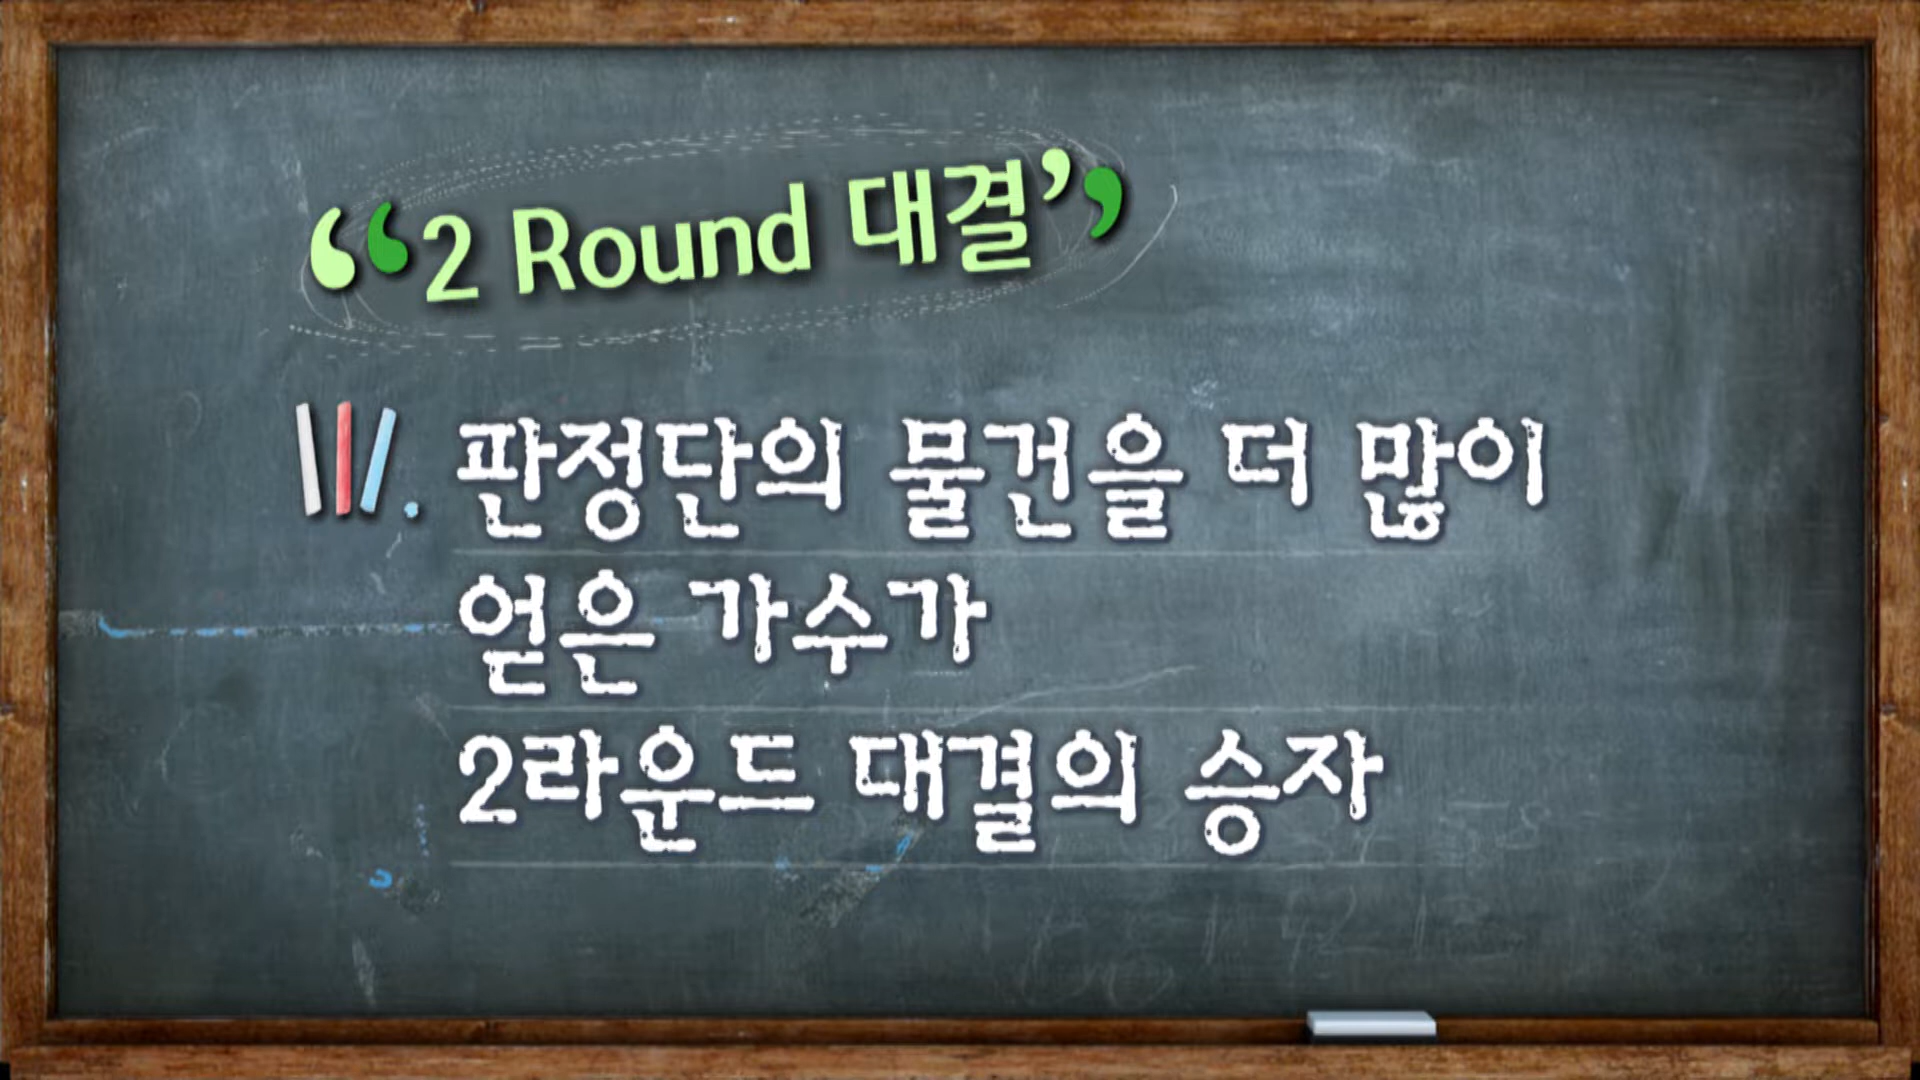 “2 Round 대결”
판정단의 물건을 더 많이
얻은 가수가
2라운드 대결의 승자